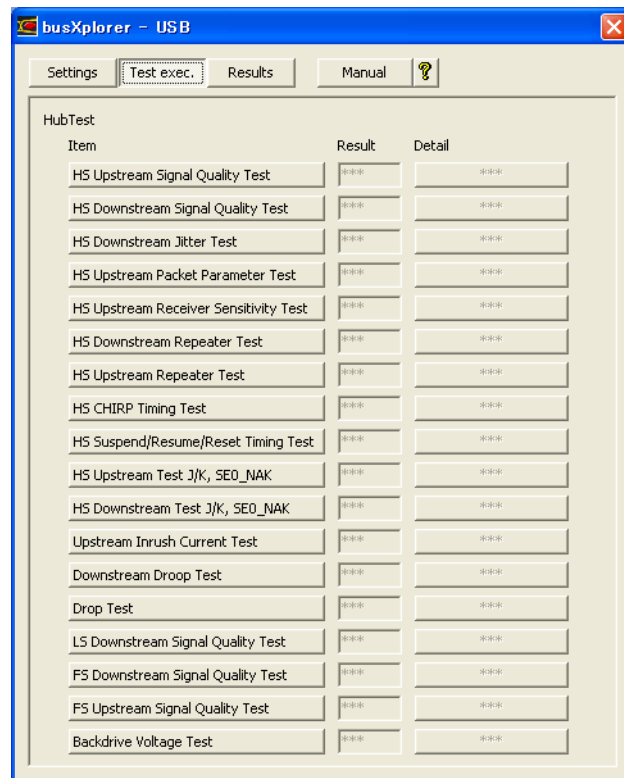 busXplorer - USB
Settings Test exec. Results Manual ?
HubTest
Item Result Detail
HS Upstream Signal Quality Test *** ***
HS Downstream Signal Quality Test *** ***
HS Downstream Jitter Test *** ***
HS Upstream Packet Parameter Test *** ***
HS Upstream Receiver Sensitivity Test *** ***
HS Downstream Repeater Test *** ***
HS Upstream Repeater Test *** ***
HS CHIRP Timing Test *** ***
HS Suspend/Resume/Reset Timing Test *** ***
HS Upstream Test J/K, SE0_NAK *** ***
HS Downstream Test J/K, SE0_NAK *** ***
Upstream Inrush Current Test *** ***
Downstream Droop Test *** ***
Drop Test *** ***
LS Downstream Signal Quality Test *** ***
FS Downstream Signal Quality Test *** ***
FS Upstream Signal Quality Test *** ***
Backdrive Voltage Test *** ***